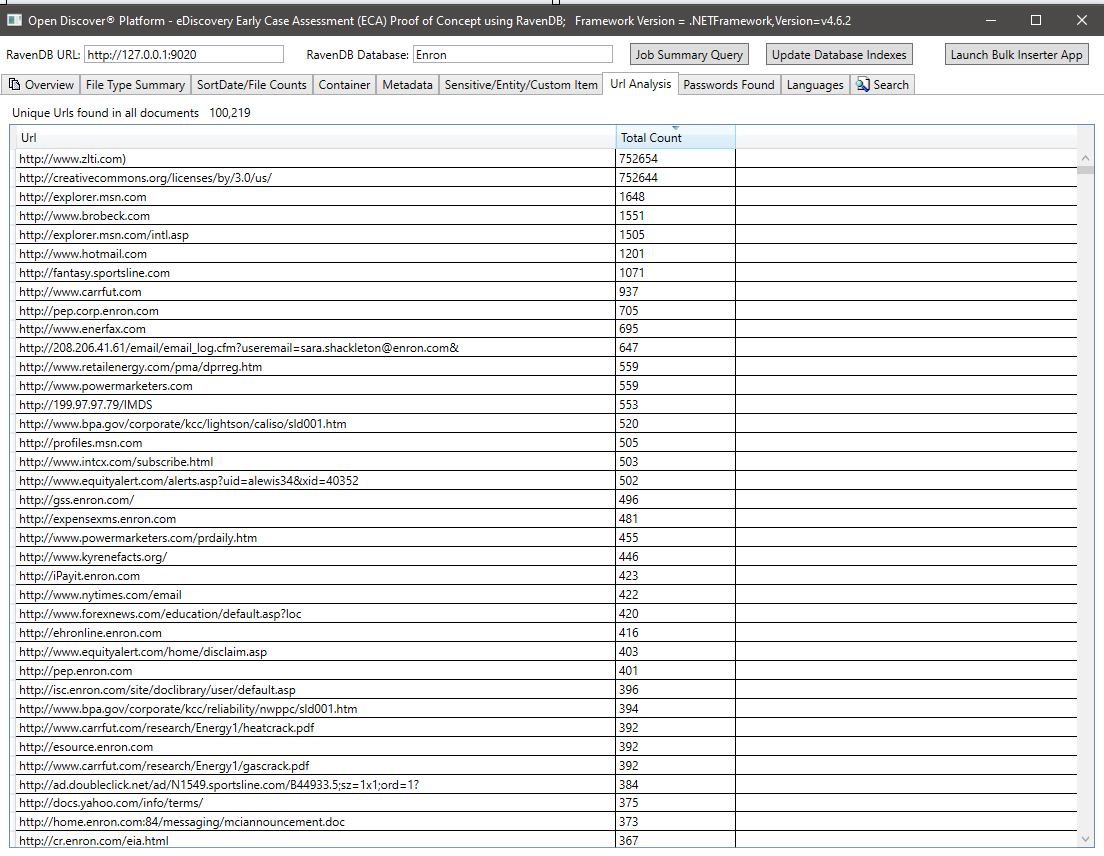 Open Discover® Platform - eDiscovery Early Case Assessment (ECA) Proof of Concept using RavenDB;   Framework Version = .NETFramework,Version=v4.6.2
RavenDB URL: http://127.0.0.1:9020 RavenDB Database: Enron Job Summary Query Update Database Indexes Launch Bulk Inserter App
Overview File Type Summary SortDate/File Counts Container Metadata Sensitive/Entity/Custom Item Url Analysis Passwords Found Languages Search
Unique Urls found in all documents 100,219
Url Total Count
http://www.zlti.com) 752654
http://creativecommons.org/licenses/by/3.0/us/ 752644
http://explorer.msn.com 1648
http://www.brobeck.com 1551
http://explorer.msn.com/intl.asp 1505
http://www.hotmail.com 1201
http://fantasy.sportsline.com 1071
http://www.carrfut.com 937
http://pep.corp.enron.com 705
http://www.enerfax.com 695
http://208.206.41.61/email/email_log.cfm?useremail=sara.shackleton@enron.com& 647
http://www.retailenergy.com/pma/dprreg.htm 559
http://www.powermarketers.com 559
http://199.97.97.79/IMDS 553
http://www.bpa.gov/corporate/kcc/lightson/caliso/sld001.htm 520
http://profiles.msn.com 505
http://www.intcx.com/subscribe.html 503
http://www.equityalert.com/alerts.asp?uid=alewis34&xid=40352 502
http://gss.enron.com/ 496
http://expensexms.enron.com 481
http://www.powermarketers.com/prdaily.htm 455
http://www.kyrenefacts.org/ 446
http://iPayit.enron.com 423
http://www.nytimes.com/email 422
http://www.forexnews.com/education/default.asp?loc 420
http://ehronline.enron.com 416
http://www.equityalert.com/home/disclaim.asp 403
http://pep.enron.com 401
http://isc.enron.com/site/doclibrary/user/default.asp 396
http://www.bpa.gov/corporate/kcc/reliability/nwppc/sld001.htm 394
http://www.carrfut.com/research/Energy1/heatcrack.pdf 392
http://esource.enron.com 392
http://www.carrfut.com/research/Energy1/gascrack.pdf 392
http://ad.doubleclick.net/ad/N1549.sportsline.com/B44933.5;sz=1x1;ord=1? 384
http://docs.yahoo.com/info/terms/ 375
http://home.enron.com:84/messaging/mciannouncement.doc 373
http://cr.enron.com/eia.html 367